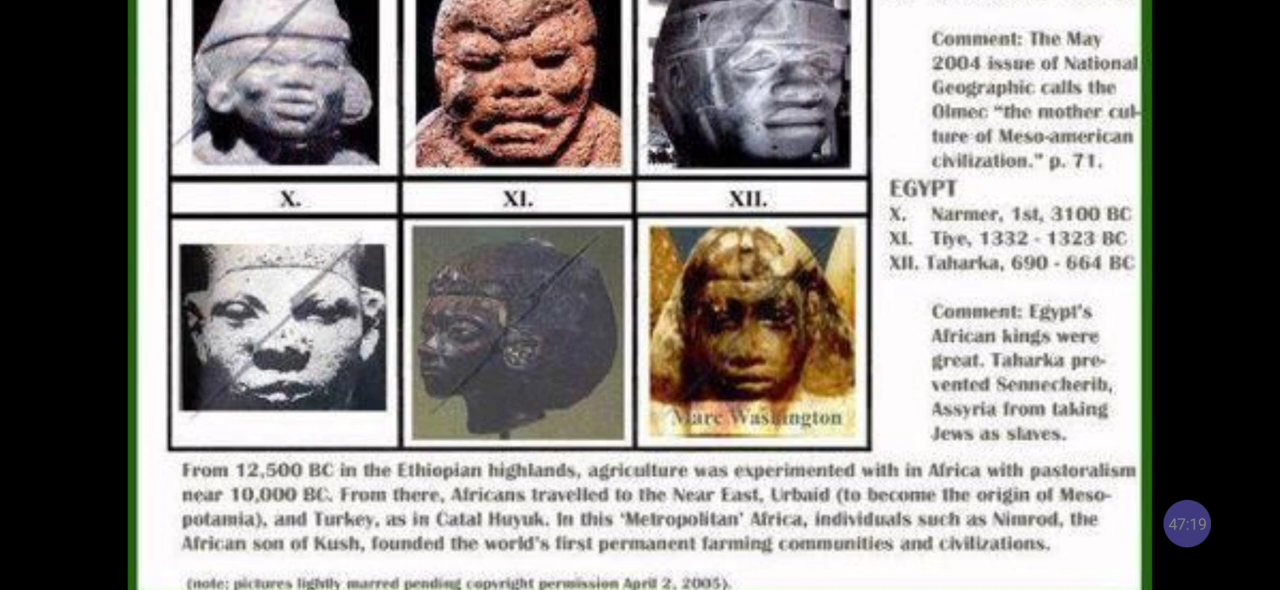 Comment: The May
2004 issue of National
Geographic calls the
Olmec “the mother cul-
ture of Meso-american
civilization.” p. 71.
X.
XI.
XII.
EGYPT
X. Narmer, 1st, 3100 BC
XI. Tiye, 1332 - 1323 BC
XII. Taharka, 690 - 664 BC
Comment: Egypt's
African kings were
great. Taharka pre-
vented Sennecherib,
Assyria from taking
Jews as slaves.
Marc Washington
From 12,500 BC in the Ethiopian highlands, agriculture was experimented with in Africa with pastoralism
near 10,000 BC. From there, Africans travelled to the Near East, Urbaid (to become the origin of Meso-
potamia), and Turkey, as in Catal Huyuk. In this ‘Metropolitan’ Africa, individuals such as Nimrod, the
African son of Kush, founded the world's first permanent farming communities and civilizations.
(note: pictures lightly marred pending copyright permission April 2, 2005).
47:19